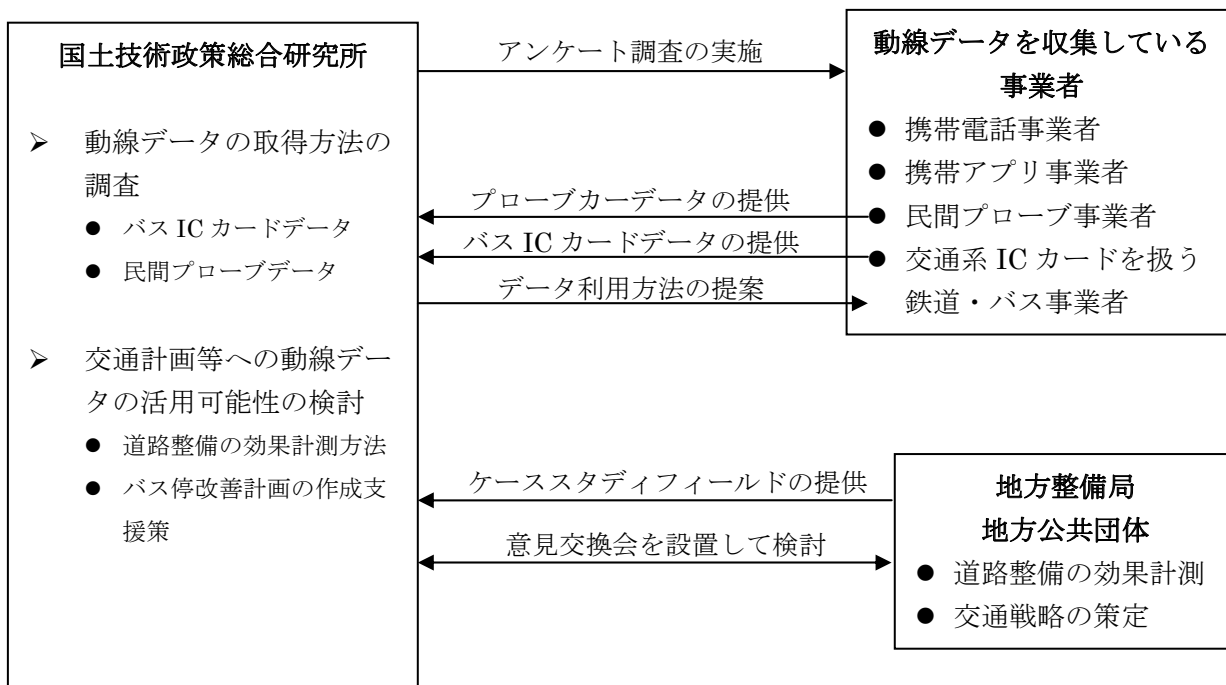 国土技術政策総合研究所
➢ 動線データの取得方法の
調査
● バス IC カードデータ
● 民間プローブデータ
➢ 交通計画等への動線デー
タの活用可能性の検討
● 道路整備の効果計測方法
● バス停改善計画の作成支
援策
アンケート調査の実施
プローブカーデータの提供
バス IC カードデータの提供
データ利用方法の提案
動線データを収集している
事業者
● 携帯電話事業者
● 携帯アプリ事業者
● 民間プローブ事業者
● 交通系 IC カードを扱う
鉄道・バス事業者
ケーススタディフィールドの提供
意見交換会を設置して検討
地方整備局
地方公共団体
● 道路整備の効果計測
● 交通戦略の策定